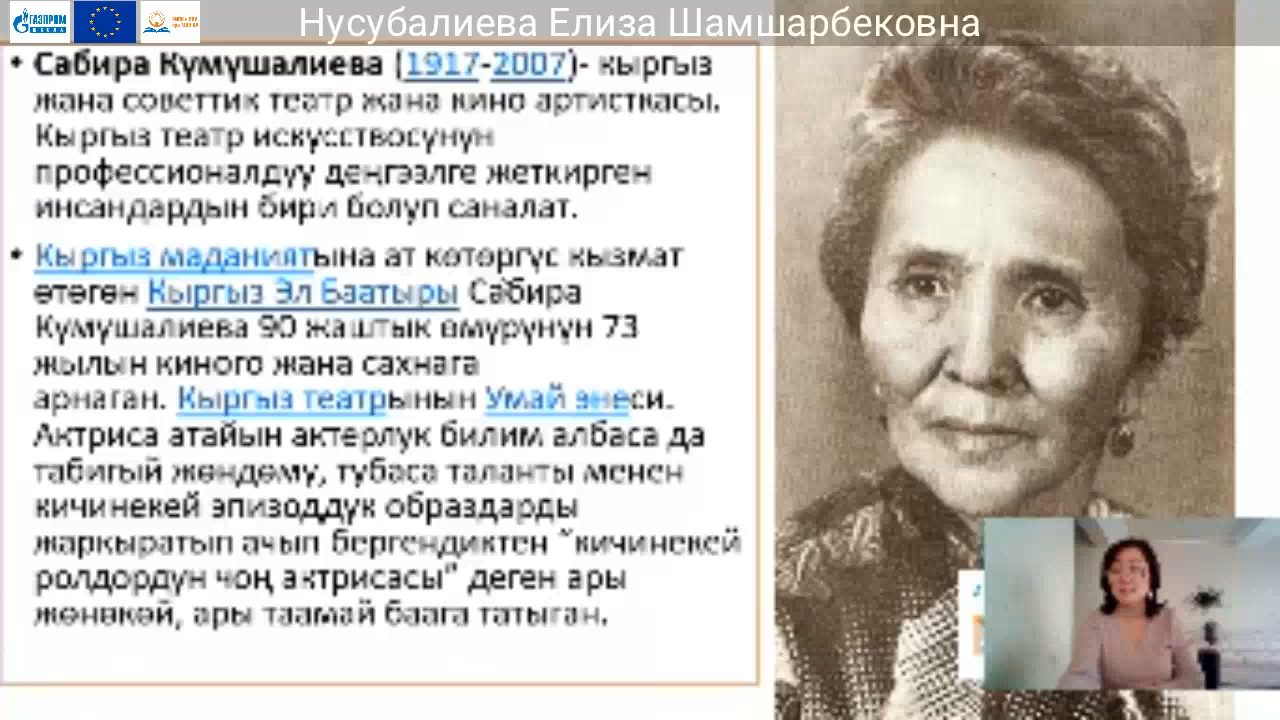 ГАЗПРОМ
ШКОЛА
Нусубалиева Елиза Шамшарбековна
• Сабира Күмүшалиева (1917-2007)- кыргыз
жана советтик театр жана кино артисткасы.
Кыргыз театр искусствосунун
профессионалдуу деңгээлге жеткирген
инсандардын бири болуп саналат.
• Кыргыз маданиятына ат көтөргүс кызмат
өтөгөн Кыргыз Эл Баатыры Сабира
Күмүшалиева 90 жаштык өмүрүнүн 73
жылын киного жана сахнага
арнаган. Кыргыз театрынын Умай энеси.
Актриса атайын актерлук билим албаса да
табигый жөндөмү, тубаса таланты менен
кичинекей эпизоддук образдарды
жаркыратып ачып бергендиктен “кичинекей
ролдордун чоң актрисасы” деген ары
жөнөкөй, ары таамай баага татыган.